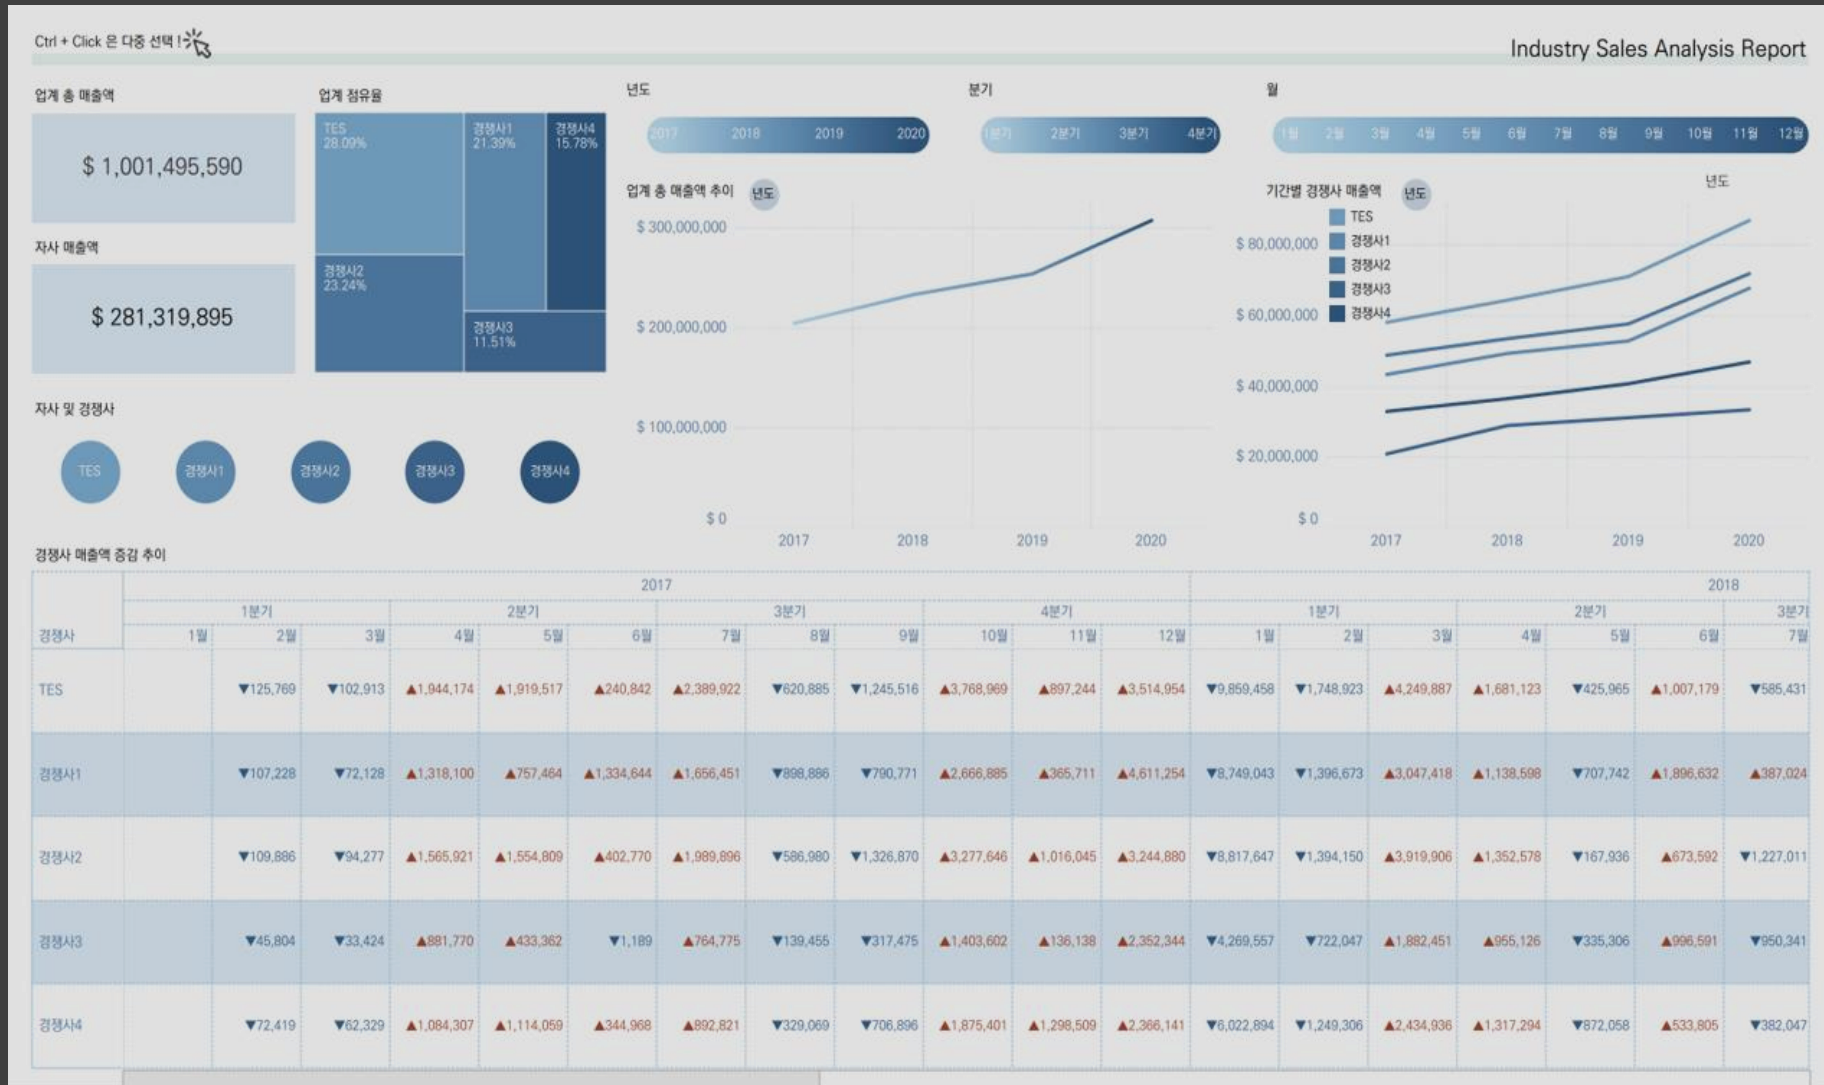 Ctrl + Click 은 다중 선택 !
Industry Sales Analysis Report
업계 총 매출액
$ 1,001,495,590
자사 매출액
$ 281,319,895
업계 점유율
TES
28.09%
경쟁사1
21.39%
경쟁사4
15.78%
경쟁사2
23.24%
경쟁사3
11.51%
자사 및 경쟁사
TES 경쟁사1 경쟁사2 경쟁사3 경쟁사4
년도
2017 2018 2019 2020
분기
1분기 2분기 3분기 4분기
월
1월 2월 3월 4월 5월 6월 7월 8월 9월 10월 11월 12월
업계 총 매출액 추이 년도
$ 300,000,000
$ 200,000,000
$ 100,000,000
$ 0
2017 2018 2019 2020
기간별 경쟁사 매출액 년도
년도
TES
경쟁사1
경쟁사2
경쟁사3
경쟁사4
$ 80,000,000
$ 60,000,000
$ 40,000,000
$ 20,000,000
$ 0
2017 2018 2019 2020
경쟁사 매출액 증감 추이
2017 2018
1분기 2분기 3분기 4분기 1분기 2분기 3분기
경쟁사 1월 2월 3월 4월 5월 6월 7월 8월 9월 10월 11월 12월 1월 2월 3월 4월 5월 6월 7월
TES ▼125,769 ▼102,913 ▲1,944,174 ▲1,919,517 ▲240,842 ▲2,389,922 ▼620,885 ▼1,245,516 ▲3,768,969 ▲897,244 ▲3,514,954 ▼9,859,458 ▼1,748,923 ▲4,249,887 ▲1,681,123 ▼425,965 ▲1,007,179 ▼585,431
경쟁사1 ▼107,228 ▼72,128 ▲1,318,100 ▲757,464 ▲1,334,644 ▲1,656,451 ▼898,886 ▼790,771 ▲2,666,885 ▲365,711 ▲4,611,254 ▼8,749,043 ▼1,396,673 ▲3,047,418 ▲1,138,598 ▼707,742 ▲1,896,632 ▲387,024
경쟁사2 ▼109,886 ▼94,277 ▲1,565,921 ▲1,554,809 ▲402,770 ▲1,989,896 ▼586,980 ▼1,326,870 ▲3,277,646 ▲1,016,045 ▲3,244,880 ▼8,817,647 ▼1,394,150 ▲3,919,906 ▲1,352,578 ▼167,936 ▲673,592 ▼1,227,011
경쟁사3 ▼45,804 ▼33,424 ▲881,770 ▲433,362 ▼1,189 ▲764,775 ▼139,455 ▼317,475 ▲1,403,602 ▲136,138 ▲2,352,344 ▼4,269,557 ▼722,047 ▲1,882,451 ▲955,126 ▼335,306 ▲996,591 ▼950,341
경쟁사4 ▼72,419 ▼62,329 ▲1,084,307 ▲1,114,059 ▲344,968 ▲892,821 ▼329,069 ▼706,896 ▲1,875,401 ▲1,298,509 ▲2,366,141 ▼6,022,894 ▼1,249,306 ▲2,434,936 ▲1,317,294 ▼872,058 ▲533,805 ▼382,047